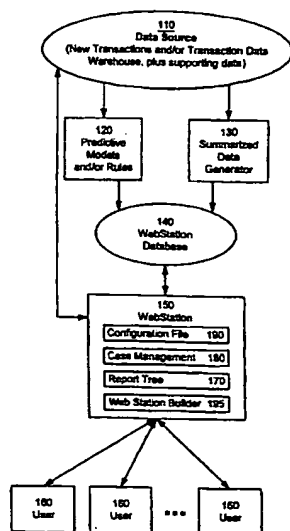 110
Data Source
(New Transactions and/or Transaction Data
Warehouse, plus supporting data)
120
Predictive
Models
and/or Rules
130
Summarized
Data
Generator
140
WebStation
Database
150
WebStation
Configuration File 190
Case Management 180
Report Tree 170
Web Station Builder 195
160
User
160
User
...
160
User